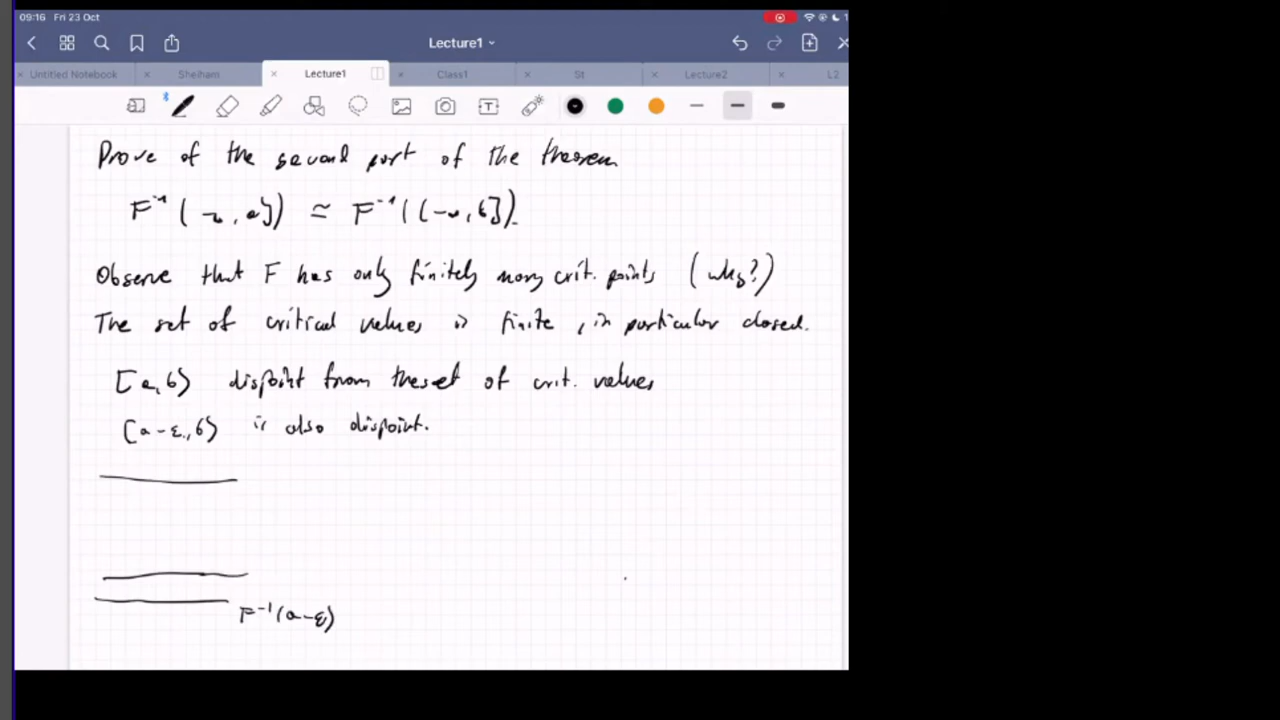 09:16 Fri 23 Oct
Lecture1
Untitled Notebook
Sheiham
Lecture1
Class1
St
Lecture2
L2
Prove of the second part of the theorem
F⁻¹(-∞, a]) ≃ F⁻¹((-∞, b]).
Observe that F has only finitely many crit. points (why?)
The set of critical values is finite, in particular closed.
[a, b] disjoint from the set of crit. values
[a-ε, b] is also disjoint.
F⁻¹(a-ε)